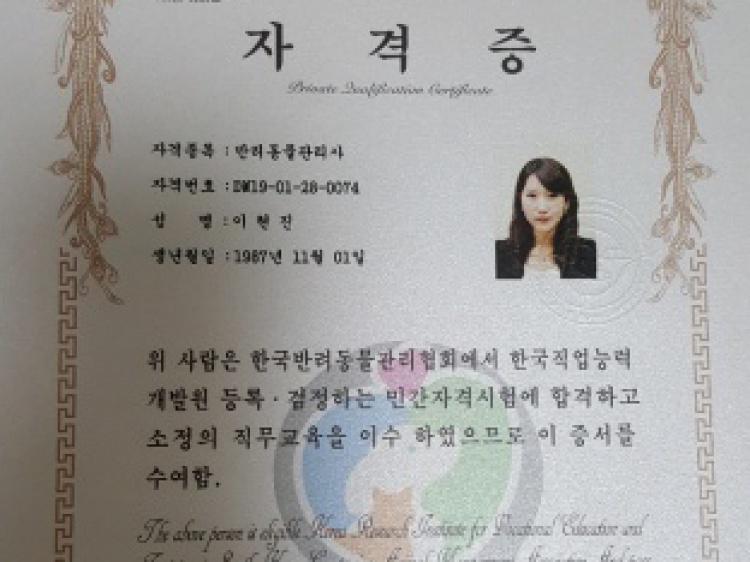 자 격 증
Private Qualification Certificate
자격종목 : 반려동물관리사
자격번호 : DM19-01-28-0074
성 명 : 이 현 진
생년월일 : 1987년 11월 01일
위 사람은 한국반려동물관리협회에서 한국직업능력
개발원 등록·검정하는 민간자격시험에 합격하고
소정의 직무교육을 이수 하였으므로 이 증서를
수여함.
The above person is eligible Korea Research Institute for Vocational Education and